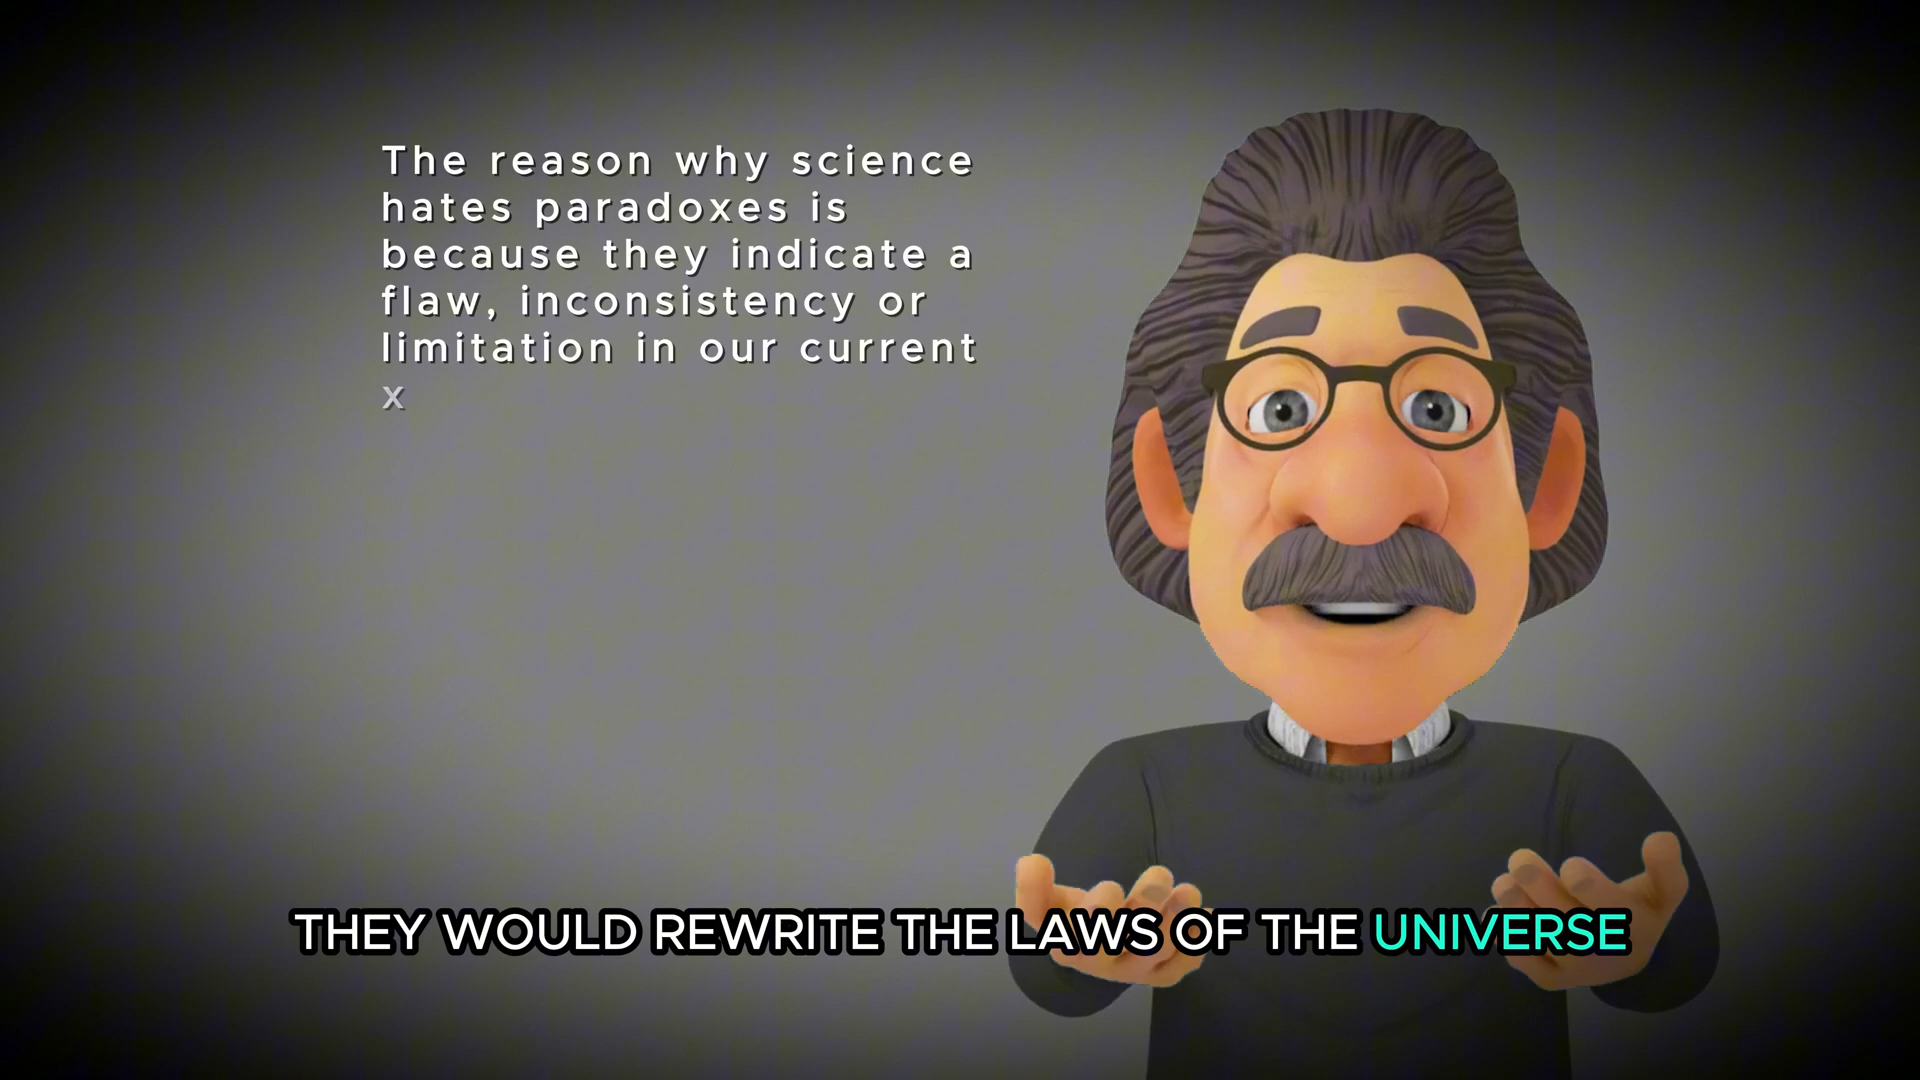 The reason why science
hates paradoxes is
because they indicate a
flaw, inconsistency or
limitation in our current
x
THEY WOULD REWRITE THE LAWS OF THE UNIVERSE